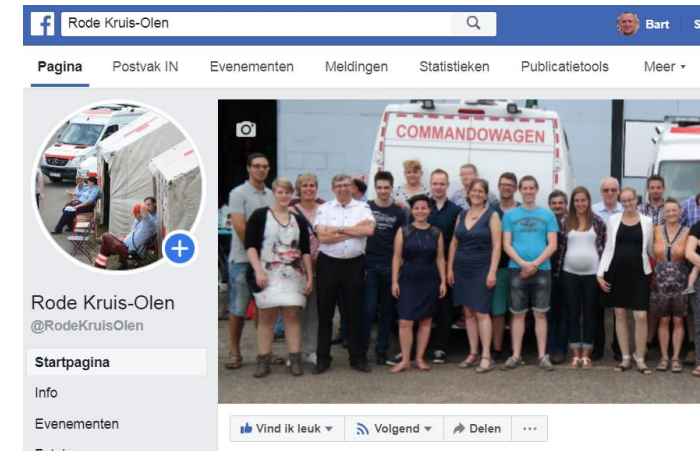 f Rode Kruis-Olen Bart
Pagina Postvak IN Evenementen Meldingen Statistieken Publicatietools Meer
COMMANDOWAGEN
Rode Kruis-Olen
@RodeKruisOlen
Startpagina
Info
Evenementen
Vind ik leuk Volgend Delen ...